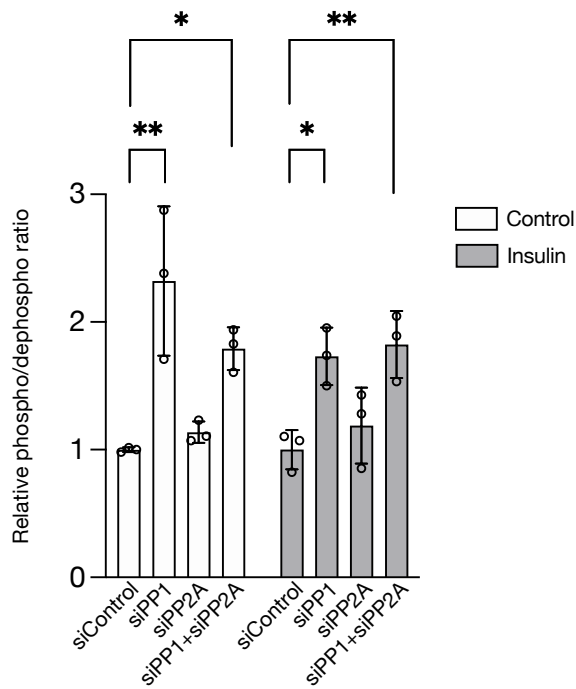 * **
** *
3
2
1
0
Relative phospho/dephospho ratio
Control
Insulin
siControl
siPP1
siPP2A
siPP1+siPP2A
siControl
siPP1
siPP2A
siPP1+siPP2A